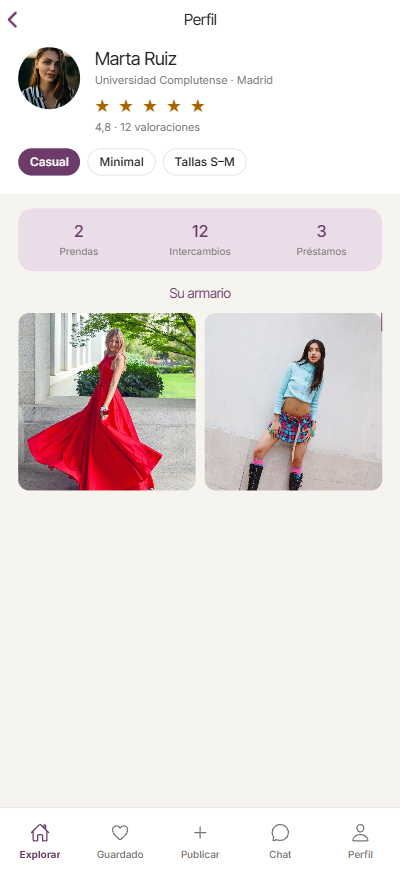 Perfil
Marta Ruiz
Universidad Complutense · Madrid
4,8 · 12 valoraciones
Casual Minimal Tallas S–M
2 12 3
Prendas Intercambios Préstamos
Su armario
Explorar Guardado Publicar Chat Perfil